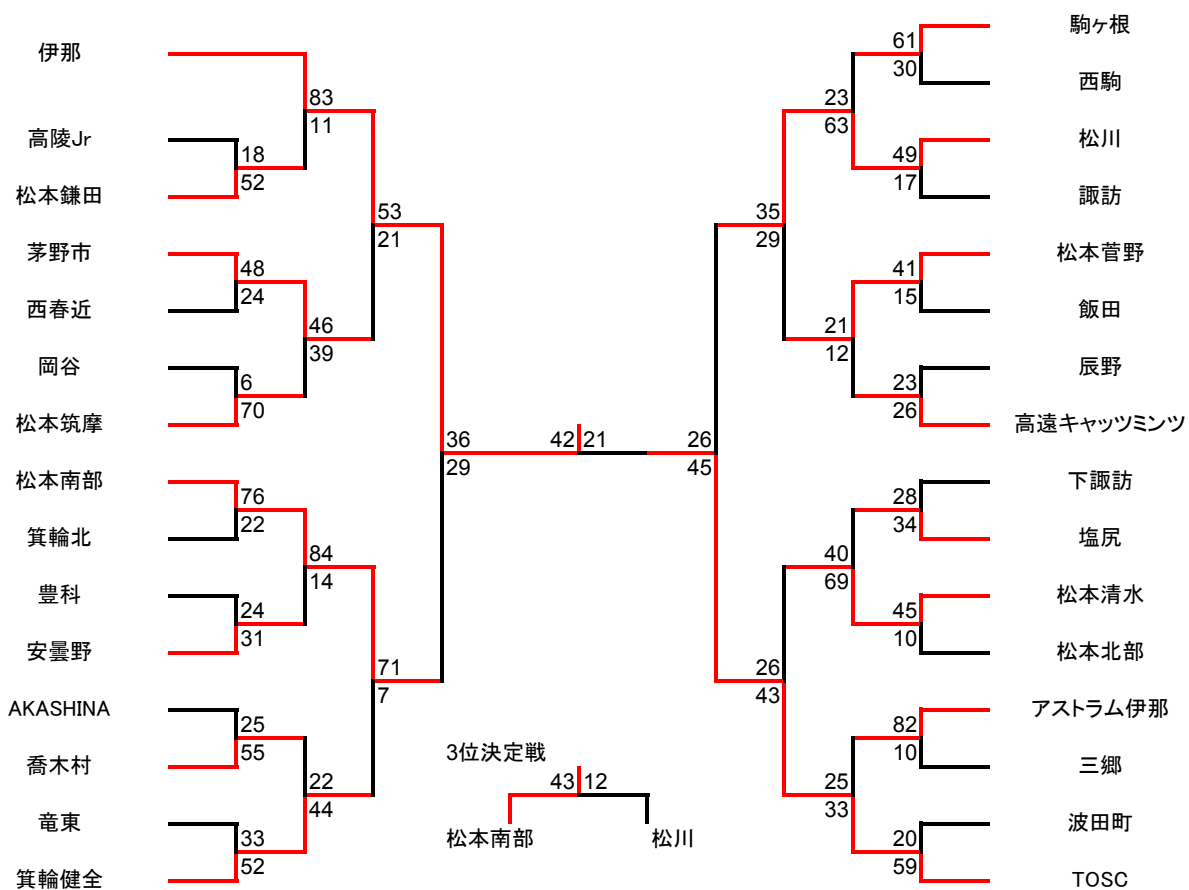 伊那
83
11
高陵Jr
18
52
松本鎌田
53
21
茅野市
48
24
西春近
46
39
岡谷
6
70
松本筑摩
36
29
松本南部
76
22
箕輪北
84
14
豊科
24
31
安曇野
71
7
AKASHINA
25
55
喬木村
22
44
竜東
33
52
箕輪健全
42
21
3位決定戦
43
12
松本南部
松川
駒ヶ根
61
30
西駒
23
63
松川
49
17
諏訪
35
29
松本菅野
41
15
飯田
21
12
辰野
23
26
高遠キャッツミンツ
26
45
下諏訪
28
34
塩尻
40
69
松本清水
45
10
松本北部
26
43
アストラム伊那
82
10
三郷
25
33
波田町
20
59
TOSC